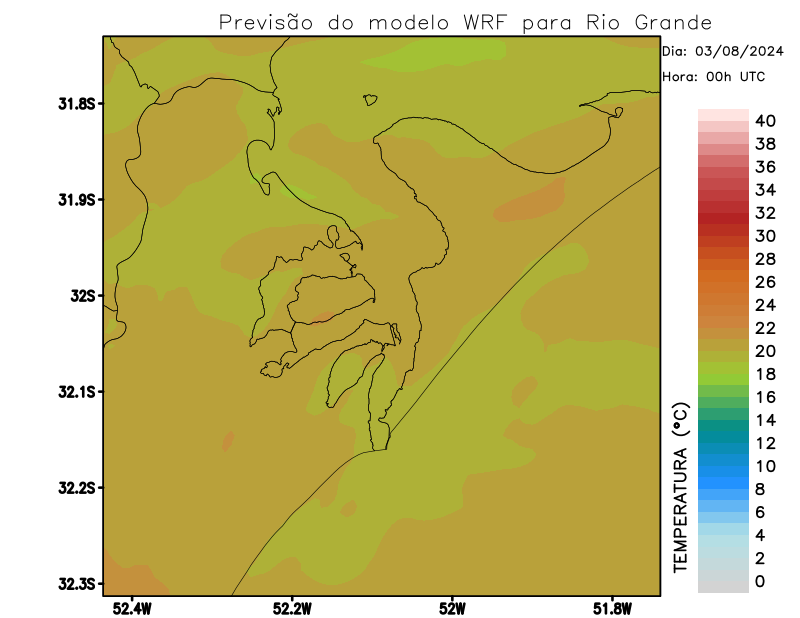 Previsão do modelo WRF para Rio Grande
Dia: 03/08/2024
Hora: 00h UTC
31.8S
31.9S
32S
32.1S
32.2S
32.3S
52.4W
52.2W
52W
51.8W
TEMPERATURA (°C)
40
38
36
34
32
30
28
26
24
22
20
18
16
14
12
10
8
6
4
2
0